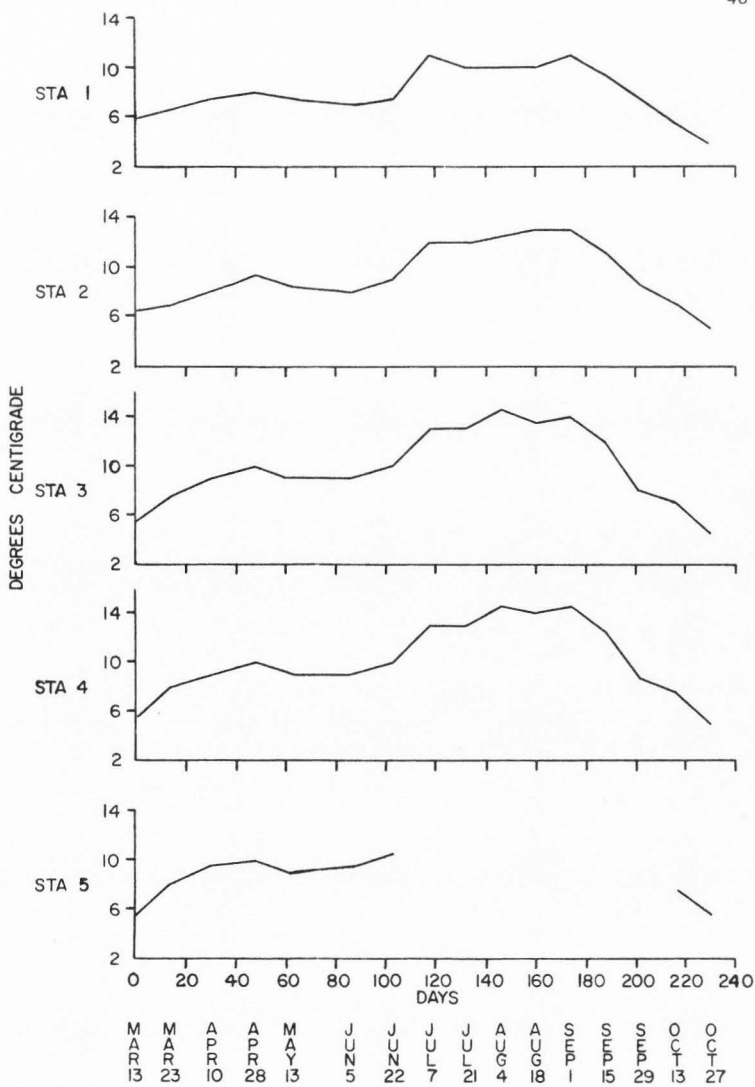 14
10
STA 1
6
2
14
10
STA 2
6
2
DEGREES CENTIGRADE
14
10
STA 3
6
2
14
10
STA 4
6
2
14
10
STA 5
6
2
0 20 40 60 80 100 120 140 160 180 200 220 240
DAYS
MAR 13
MAR 23
APR 10
APR 28
MAY 13
JUN 5
JUN 22
JUL 7
JUL 21
AUG 4
AUG 18
SEP 1
SEP 15
SEP 29
OCT 13
OCT 27